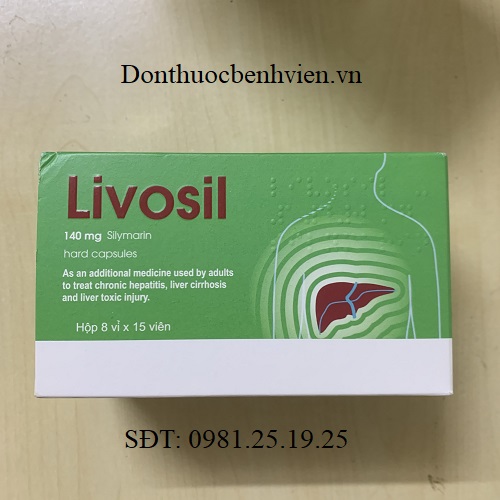 Donthuocbenhvien.vn
Livosil
140 mg Silymarin
hard capsules
As an additional medicine used by adults
to treat chronic hepatitis, liver cirrhosis
and liver toxic injury.
Hộp 8 vỉ x 15 viên
SĐT: 0981.25.19.25